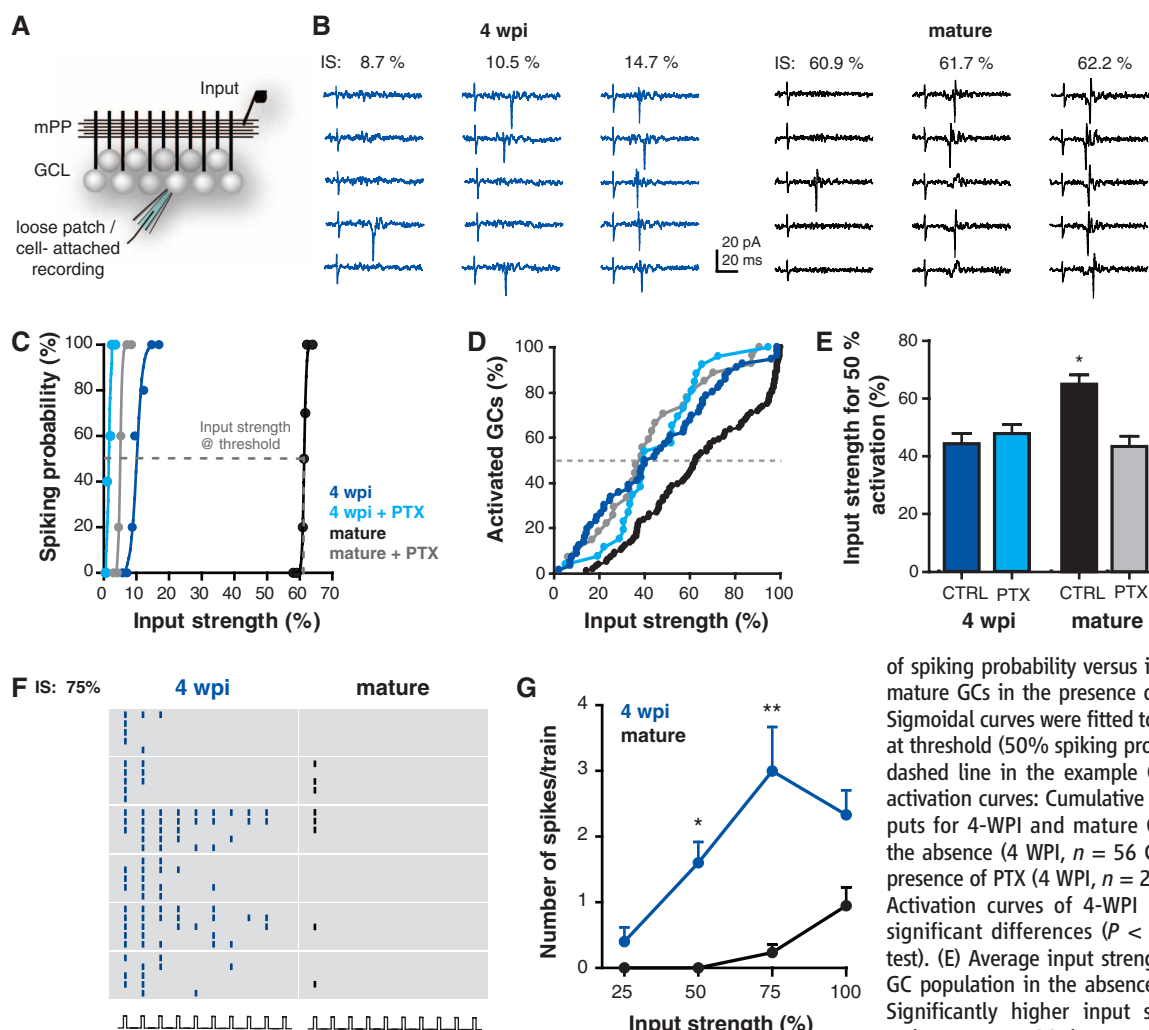 A
Input
mPP
GCL
loose patch /
cell- attached
recording
B
4 wpi
mature
IS: 8.7 % 10.5 % 14.7 %
IS: 60.9 % 61.7 % 62.2 %
20 pA
20 ms
C
Spiking probability (%)
100
80
60
40
20
0
Input strength
@ threshold
4 wpi
4 wpi + PTX
mature
mature + PTX
0 10 20 30 40 50 60 70
Input strength (%)
D
Activated GCs (%)
100
80
60
40
20
0
0 20 40 60 80 100
Input strength (%)
E
Input strength for 50 %
activation (%)
80
60
40
20
0
*
CTRL PTX CTRL PTX
4 wpi mature
F IS: 75% 4 wpi mature
G
Number of spikes/train
4
3
2
1
0
4 wpi
mature
*
**
25 50 75 100
Input strength (%)
of spiking probability versus i
mature GCs in the presence o
Sigmoidal curves were fitted to
at threshold (50% spiking pro
dashed line in the example (
activation curves: Cumulative
puts for 4-WPI and mature G
the absence (4 WPI, n = 56 G
presence of PTX (4 WPI, n = 2
Activation curves of 4-WPI
significant differences (P <
test). (E) Average input streng
GC population in the absence
Significantly higher input s